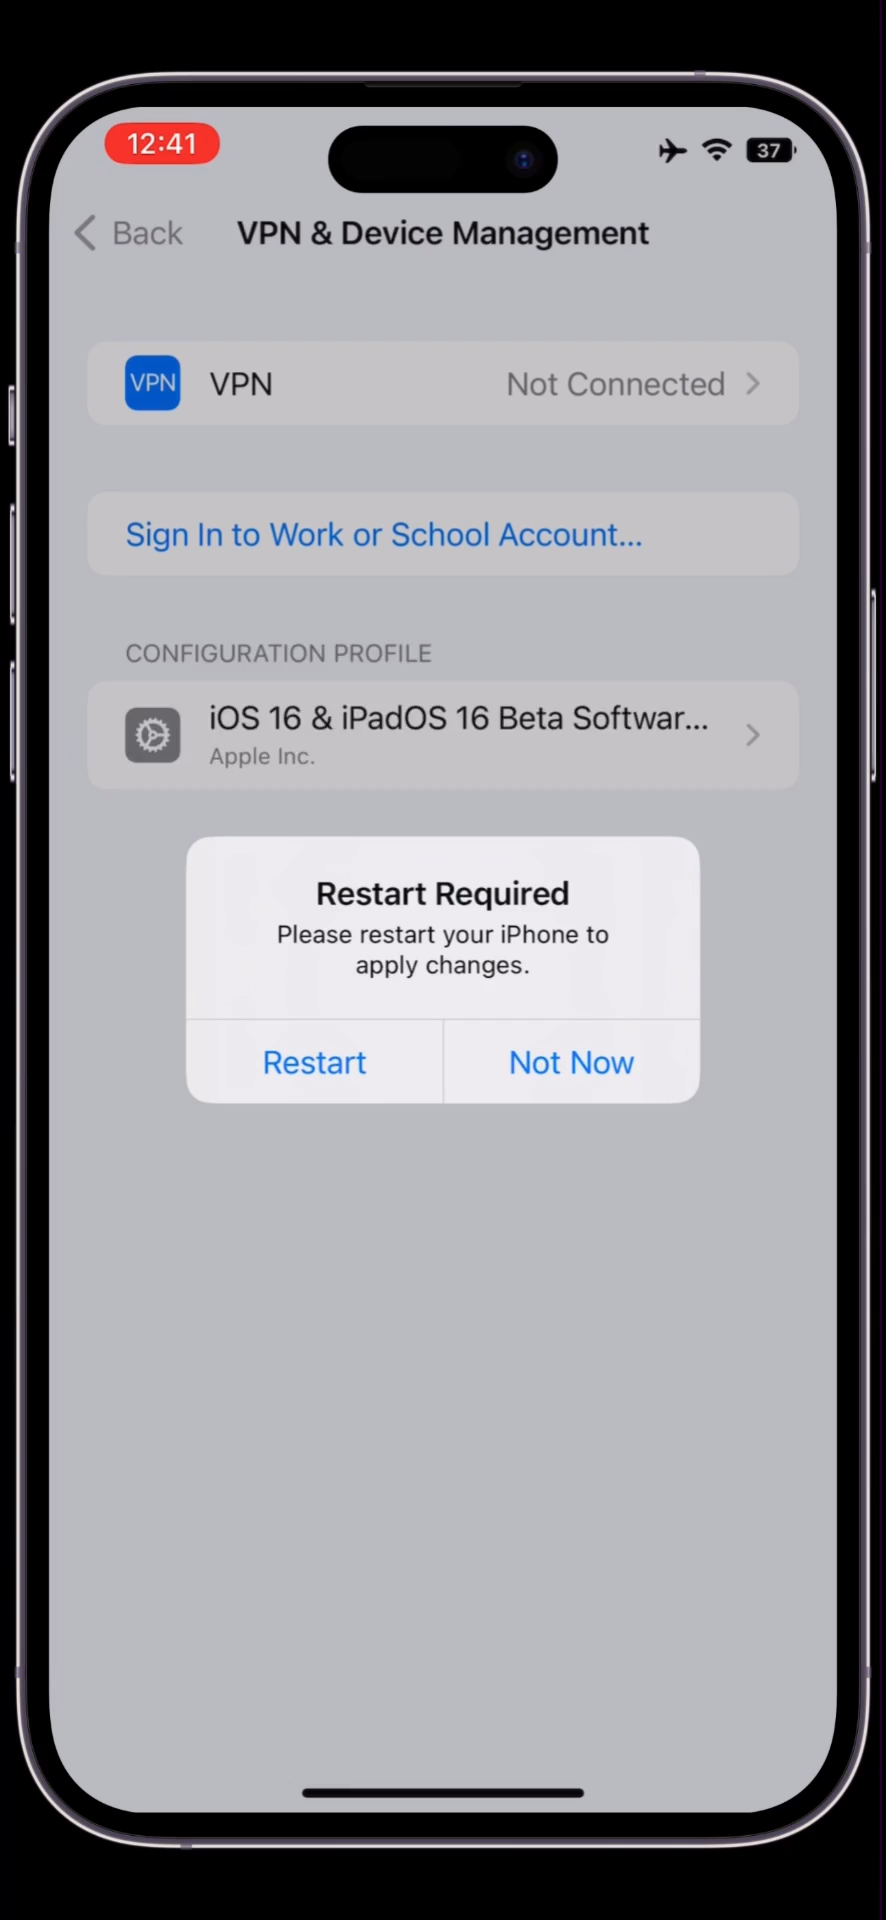 12:41
37
Back
VPN & Device Management
VPN
VPN
Not Connected
Sign In to Work or School Account...
CONFIGURATION PROFILE
iOS 16 & iPadOS 16 Beta Softwar...
Apple Inc.
Restart Required
Please restart your iPhone to
apply changes.
Restart
Not Now